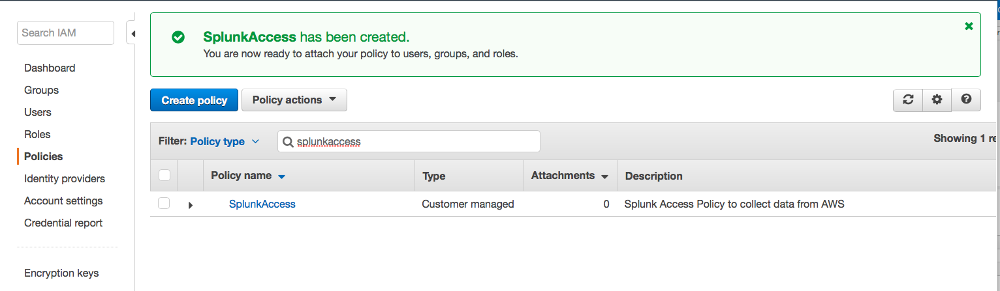 Search IAM
Dashboard
Groups
Users
Roles
Policies
Identity providers
Account settings
Credential report
Encryption keys
SplunkAccess has been created.
You are now ready to attach your policy to users, groups, and roles.
Create policy
Policy actions
Filter: Policy type
splunkaccess
Showing 1 re
Policy name Type Attachments Description
SplunkAccess Customer managed 0 Splunk Access Policy to collect data from AWS